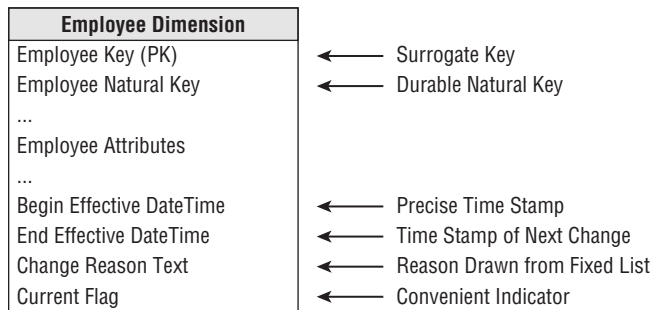 Employee Dimension
Employee Key (PK) Surrogate Key
Employee Natural Key Durable Natural Key
...
Employee Attributes
...
Begin Effective DateTime Precise Time Stamp
End Effective DateTime Time Stamp of Next Change
Change Reason Text Reason Drawn from Fixed List
Current Flag Convenient Indicator